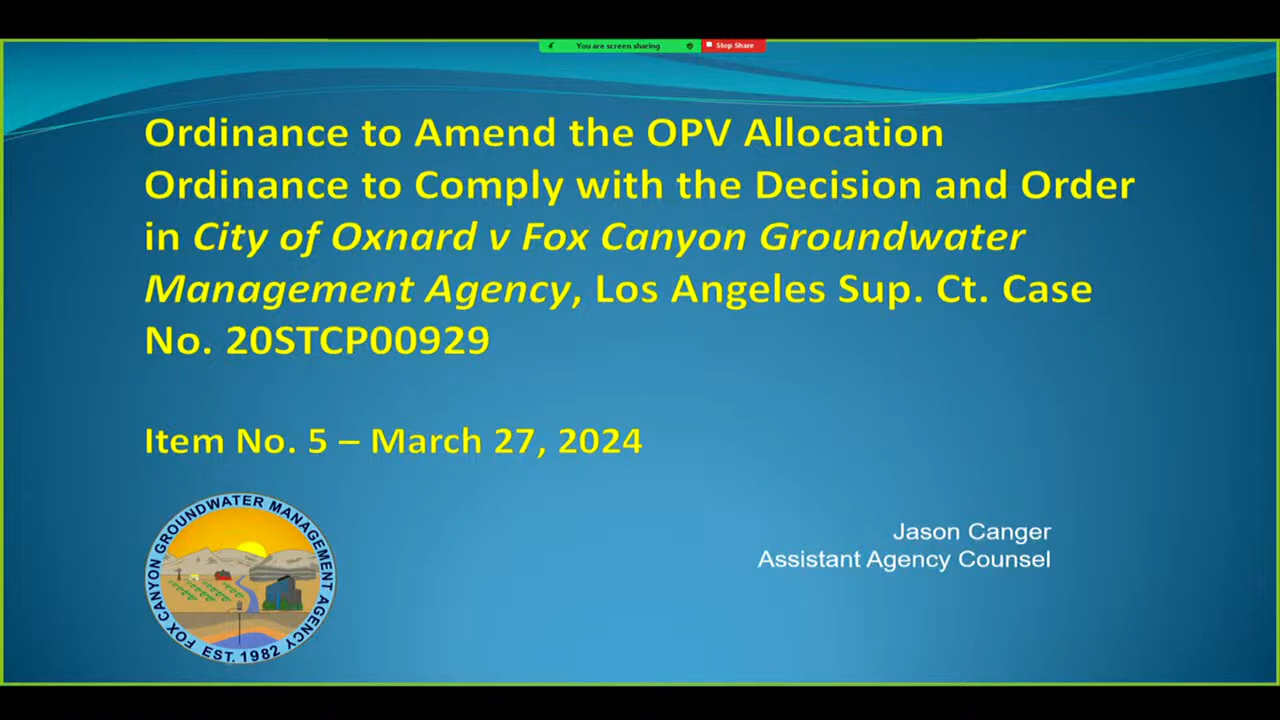 You are screen sharing
Stop Share
Ordinance to Amend the OPV Allocation
Ordinance to Comply with the Decision and Order
in City of Oxnard v Fox Canyon Groundwater
Management Agency, Los Angeles Sup. Ct. Case
No. 20STCP00929
Item No. 5 – March 27, 2024
FOX CANYON GROUNDWATER MANAGEMENT AGENCY
EST. 1982
Jason Canger
Assistant Agency Counsel